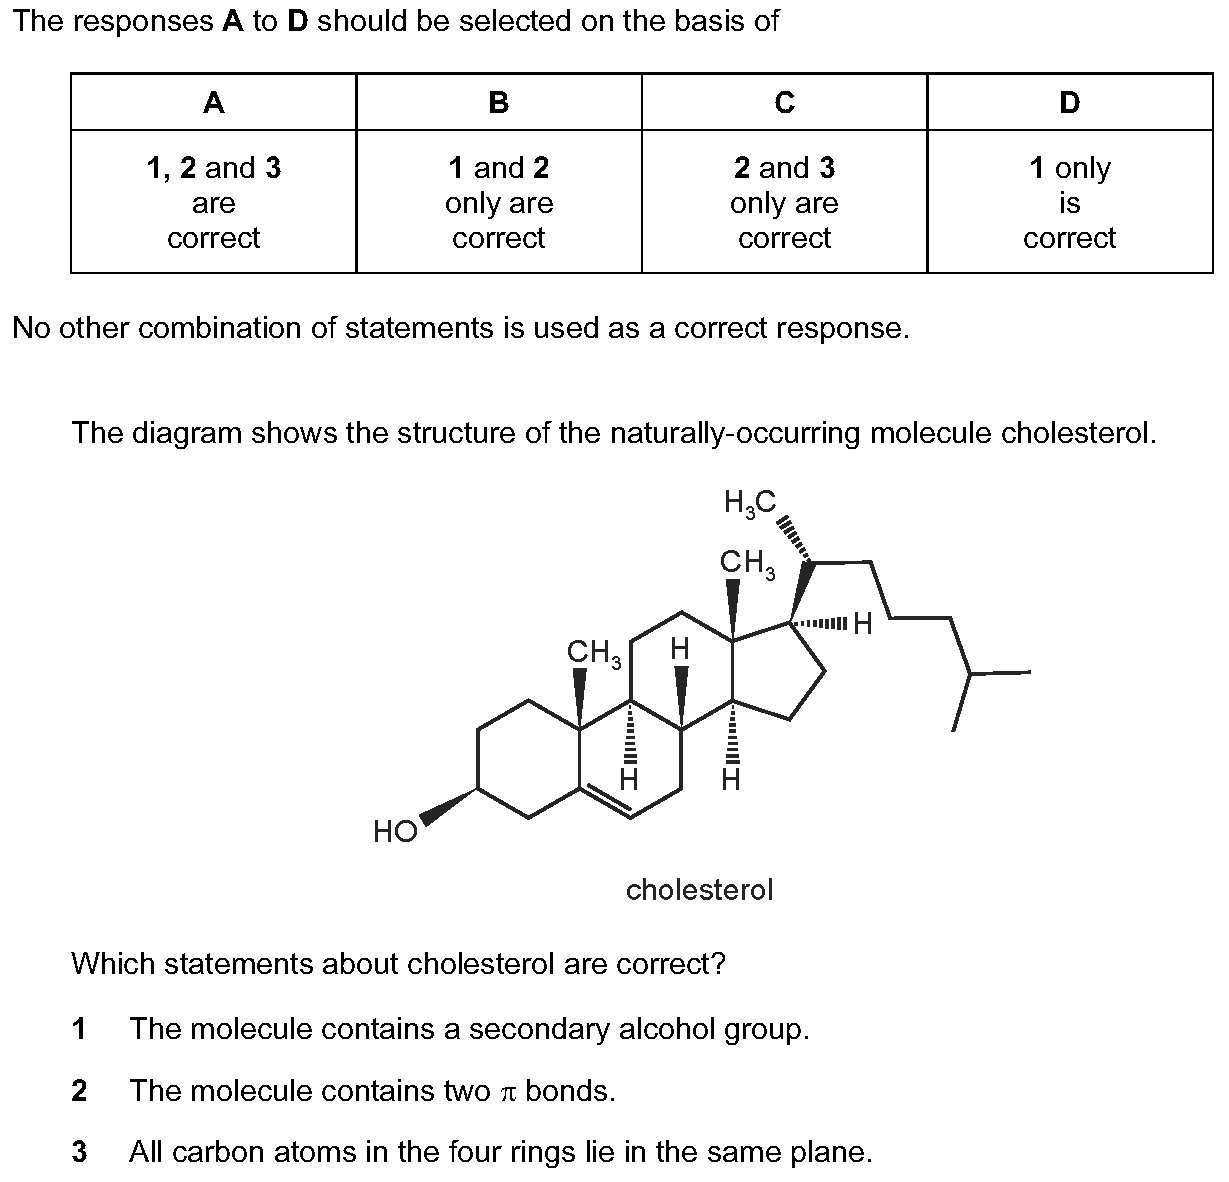 The responses A to D should be selected on the basis of
A B C D
1, 2 and 3 1 and 2 2 and 3 1 only
are only are only are is
correct correct correct correct
No other combination of statements is used as a correct response.
The diagram shows the structure of the naturally-occurring molecule cholesterol.
H₃C
CH₃
H
CH₃ H
H H
HO
cholesterol
Which statements about cholesterol are correct?
1 The molecule contains a secondary alcohol group.
2 The molecule contains two π bonds.
3 All carbon atoms in the four rings lie in the same plane.